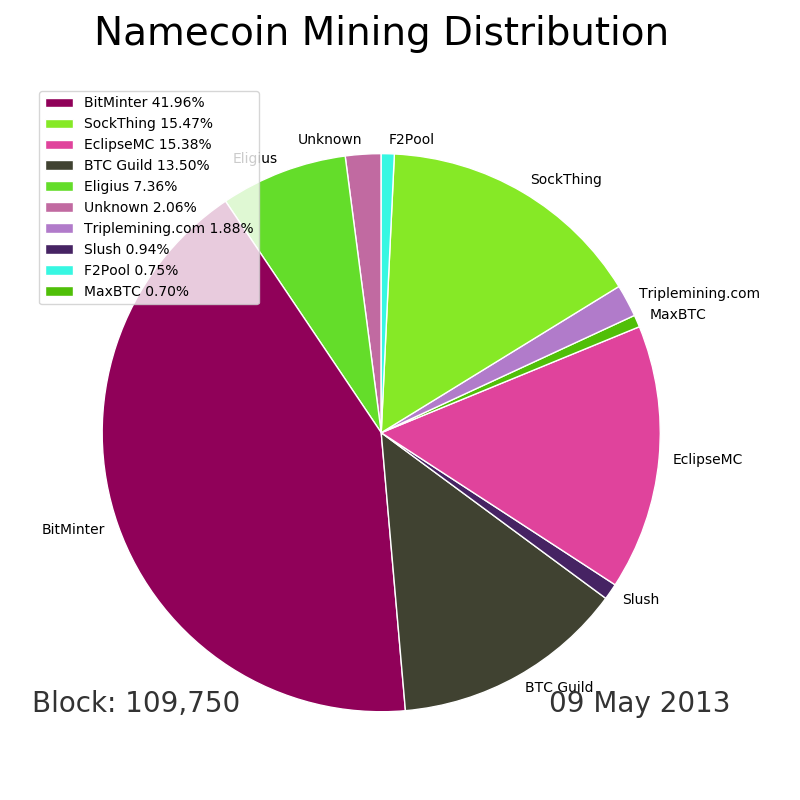 Namecoin Mining Distribution
BitMinter 41.96%
SockThing 15.47%
EclipseMC 15.38%
BTC Guild 13.50%
Eligius 7.36%
Unknown 2.06%
Triplemining.com 1.88%
Slush 0.94%
F2Pool 0.75%
MaxBTC 0.70%
Eligius
Unknown
F2Pool
SockThing
Triplemining.com
MaxBTC
EclipseMC
BitMinter
Slush
BTC Guild
Block: 109,750
09 May 2013